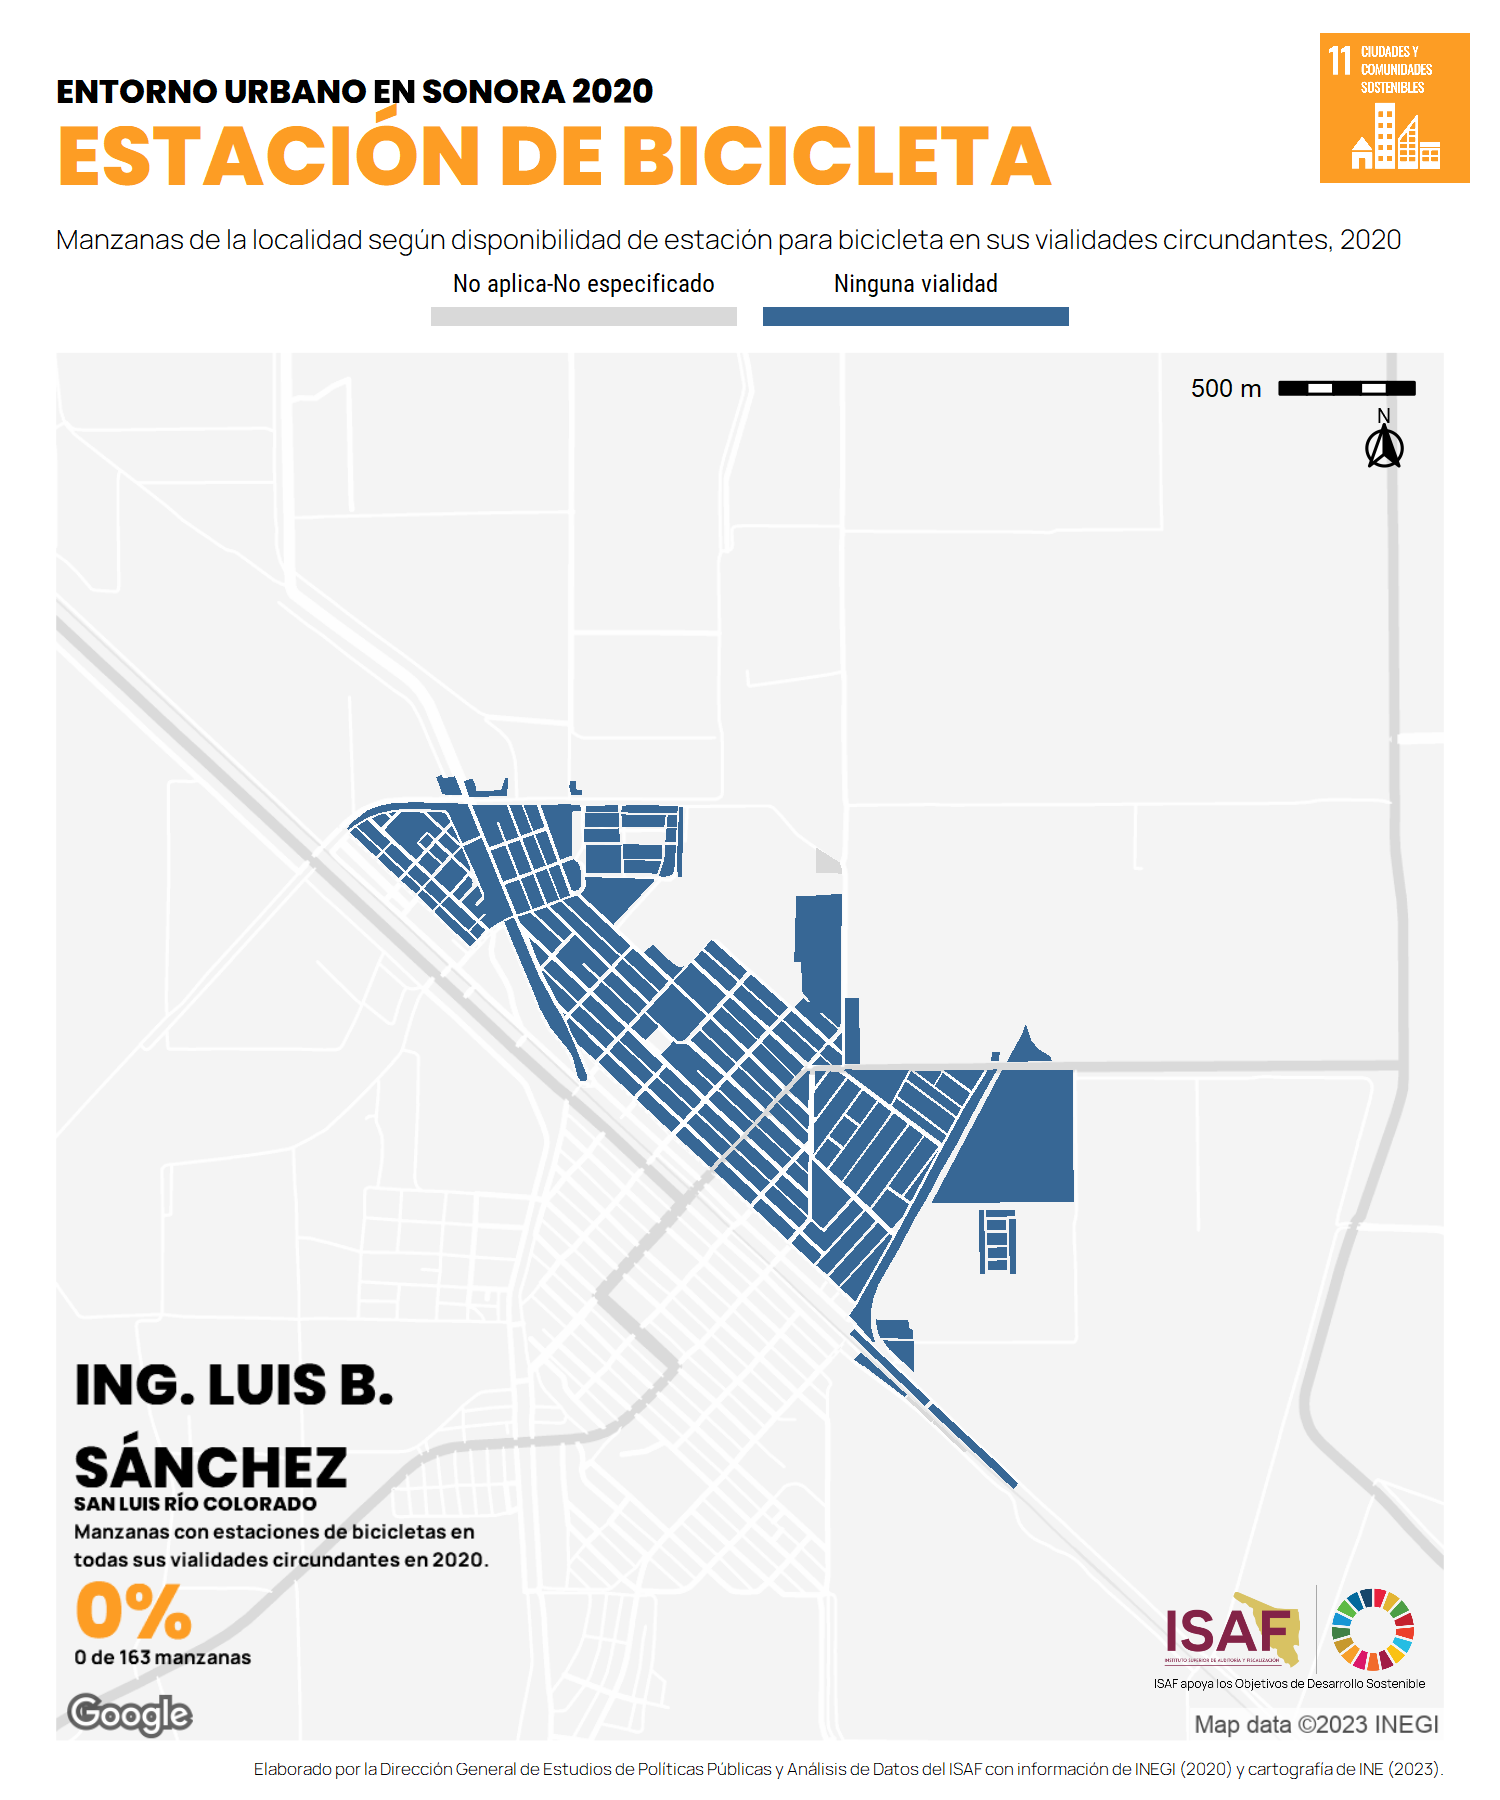 ENTORNO URBANO EN SONORA 2020
ESTACIÓN DE BICICLETA
11 CIUDADES Y
COMUNIDADES
SOSTENIBLES
Manzanas de la localidad según disponibilidad de estación para bicicleta en sus vialidades circundantes, 2020
No aplica-No especificado
Ninguna vialidad
500 m
N
ING. LUIS B.
SÁNCHEZ
SAN LUIS RÍO COLORADO
Manzanas con estaciones de bicicletas en
todas sus vialidades circundantes en 2020.
0%
0 de 163 manzanas
Google
ISAF
INSTITUTO SUPERIOR DE AUDITORÍA Y FISCALIZACIÓN
ISAF apoya los Objetivos de Desarrollo Sostenible
Map data ©2023 INEGI
Elaborado por la Dirección General de Estudios de Políticas Públicas y Análisis de Datos del ISAF con información de INEGI (2020) y cartografía de INE (2023).